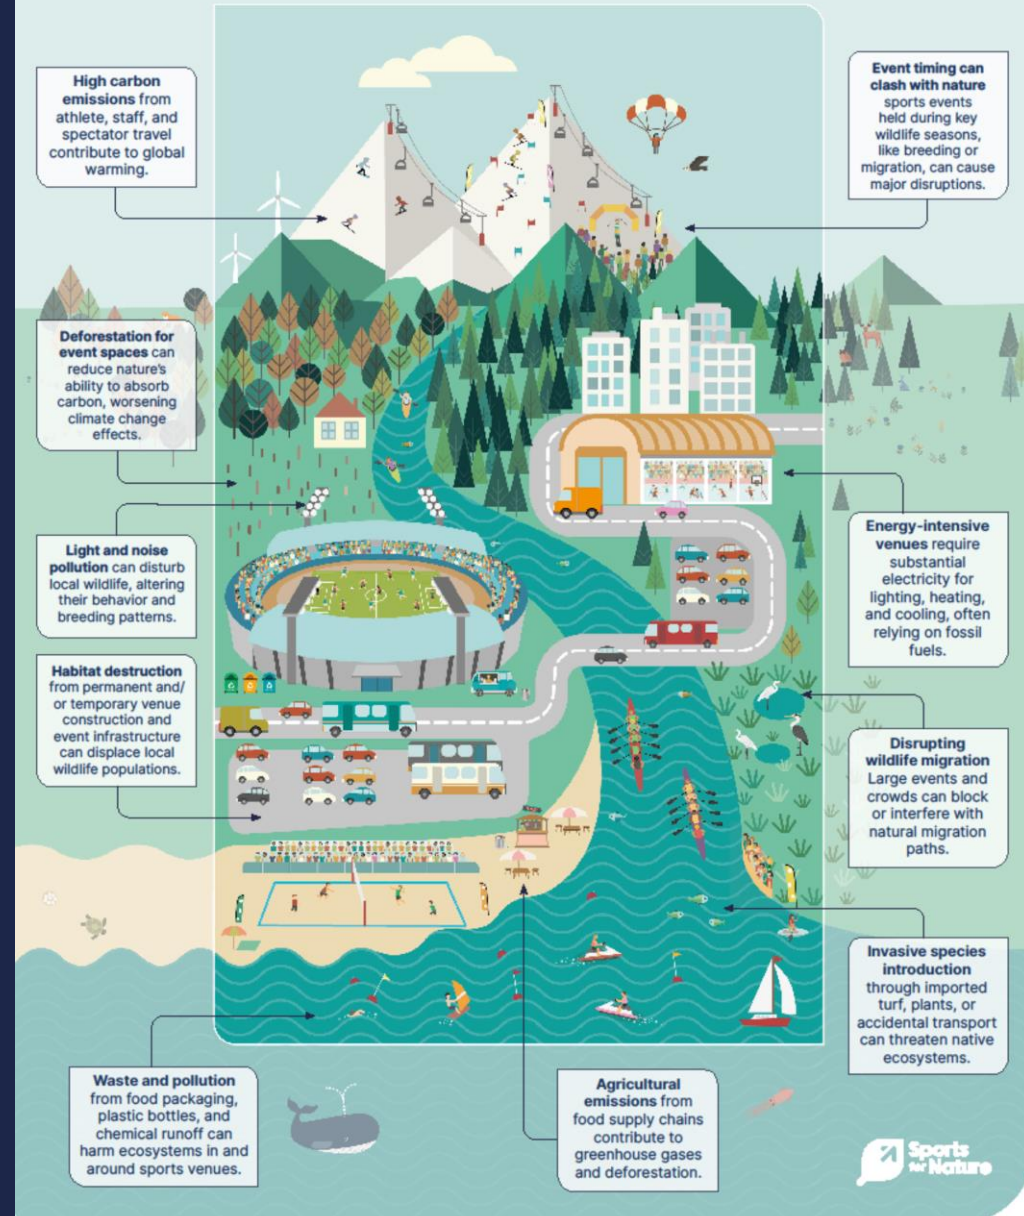 High carbon
emissions from
athlete, staff, and
spectator travel
contribute to global
warming.
Event timing can
clash with nature
sports events
held during key
wildlife seasons,
like breeding or
migration, can cause
major disruptions.
Deforestation for
event spaces can
reduce nature's
ability to absorb
carbon, worsening
climate change
effects.
Light and noise
pollution can disturb
local wildlife, altering
their behavior and
breeding patterns.
Energy-intensive
venues require
substantial
electricity for
lighting, heating,
and cooling, often
relying on fossil
fuels.
Habitat destruction
from permanent and/
or temporary venue
construction and
event infrastructure
can displace local
wildlife populations.
Disrupting
wildlife migration
Large events and
crowds can block
or interfere with
natural migration
paths.
Invasive species
introduction
through imported
turf, plants, or
accidental transport
can threaten native
ecosystems.
Waste and pollution
from food packaging,
plastic bottles, and
chemical runoff can
harm ecosystems in and
around sports venues.
Agricultural
emissions from
food supply chains
contribute to
greenhouse gases
and deforestation.
Sports
for Nature